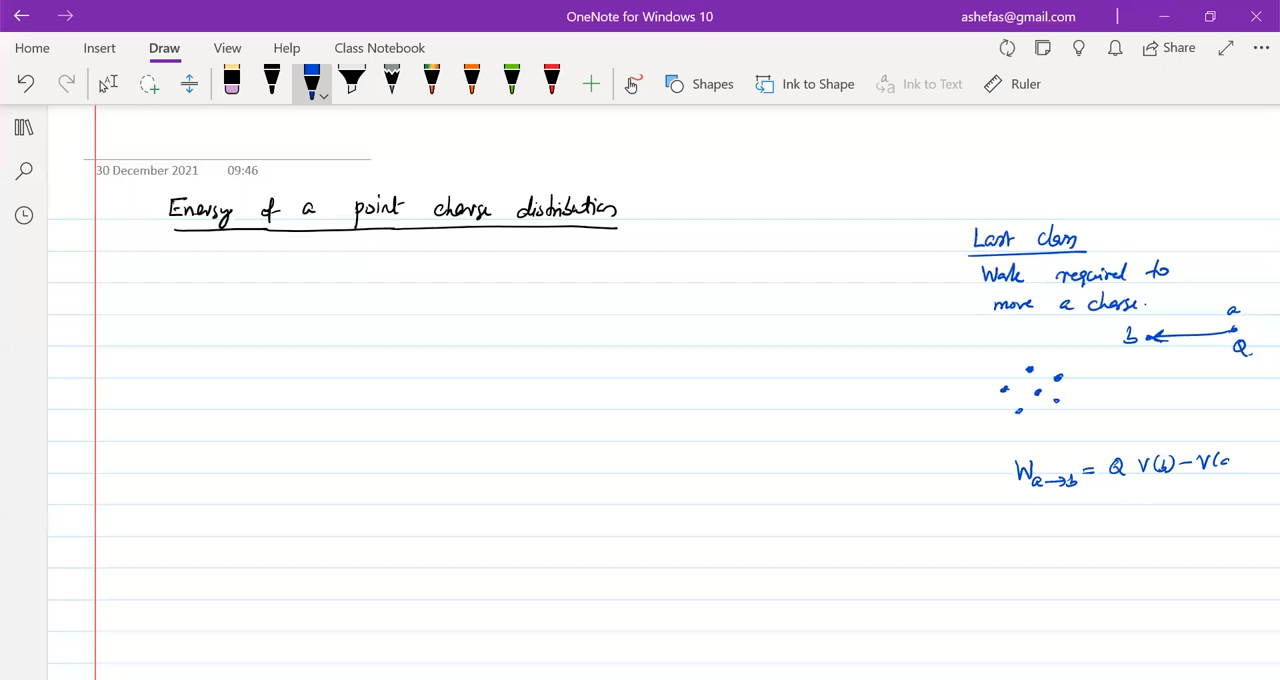 OneNote for Windows 10
ashefas@gmail.com
Home Insert Draw View Help Class Notebook
Share
Shapes Ink to Shape Ink to Text Ruler
30 December 2021 09:46
Energy of a point charge distribution
Last class
Work required to
move a charge.
a
b
Q
W a→b = Q V(b) - V(a